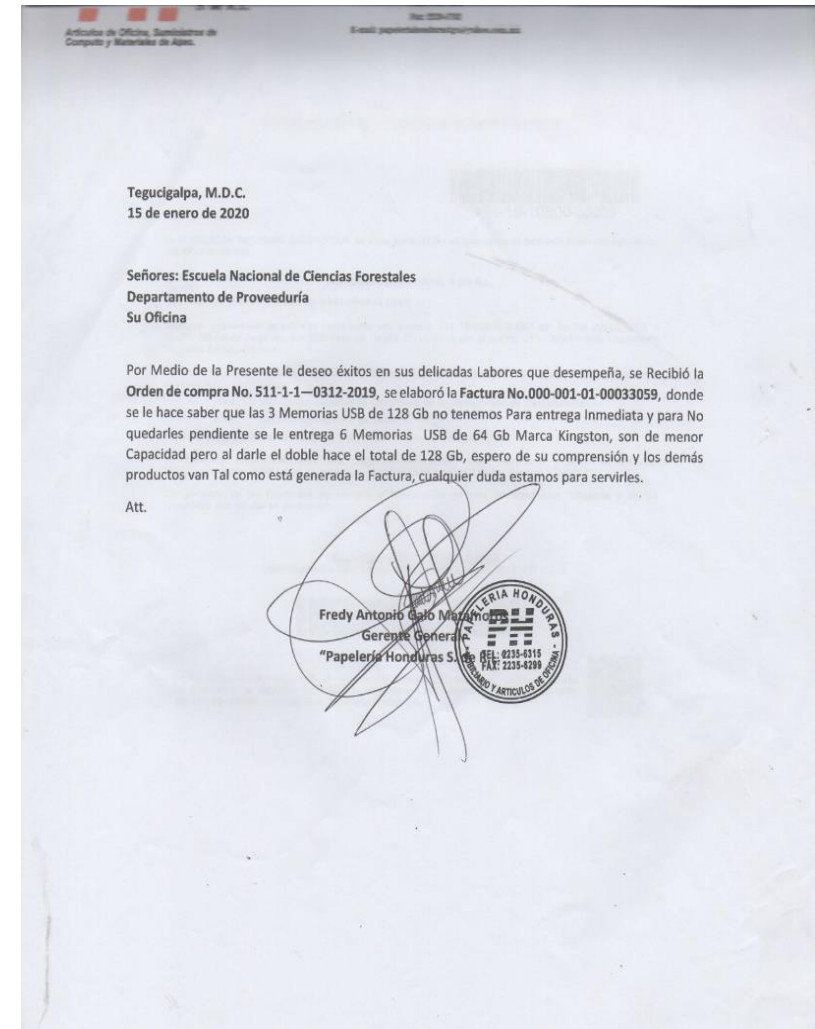 Artículos de Oficina, Suministros de
Computo y Materiales de Aseo.
Tegucigalpa, M.D.C.
15 de enero de 2020
Señores: Escuela Nacional de Ciencias Forestales
Departamento de Proveeduría
Su Oficina
Por Medio de la Presente le deseo éxitos en sus delicadas Labores que desempeña, se Recibió la
Orden de compra No. 511-1-1—0312-2019, se elaboró la Factura No.000-001-01-00033059, donde
se le hace saber que las 3 Memorias USB de 128 Gb no tenemos Para entrega Inmediata y para No
quedarles pendiente se le entrega 6 Memorias USB de 64 Gb Marca Kingston, son de menor
Capacidad pero al darle el doble hace el total de 128 Gb, espero de su comprensión y los demás
productos van Tal como está generada la Factura, cualquier duda estamos para servirles.
Att.
Fredy Antonio Galo Matamoros
Gerente General
"Papelería Honduras S. de R.L.
PAPELERIA HONDURAS
PH
TEL: 2235-6315
FAX: 2235-6299
MOBICIARIO Y ARTICULOS DE OFICINA